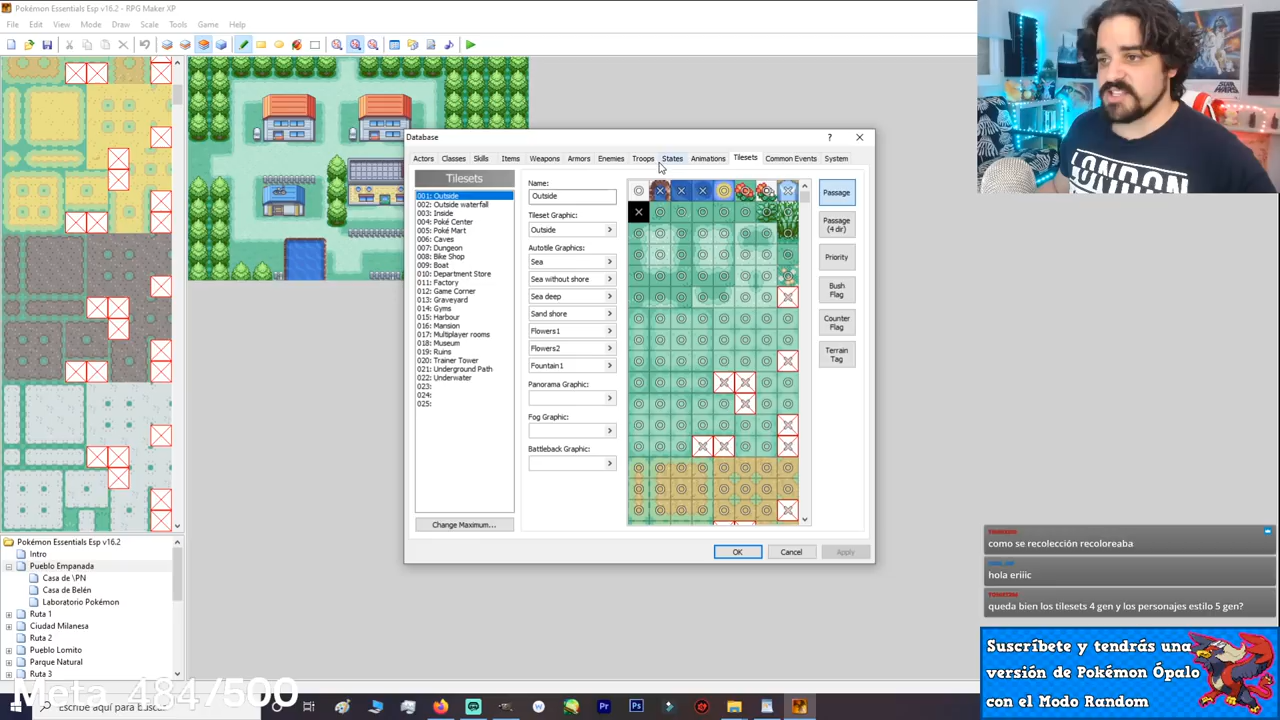 Pokémon Essentials Esp v16.2 - RPG Maker XP
File Edit View Mode Draw Scale Tools Game Help
Database
Actors Classes Skills Items Weapons Armors Enemies Troops States Animations Tilesets Common Events System
Tilesets
001: Outside
002: Outside waterfall
003: Inside
004: Poké Center
005: Poké Mart
006: Caves
007: Dungeon
008: Bike Shop
009: Boat
010: Department Store
011: Factory
012: Game Corner
013: Graveyard
014: Gyms
015: Harbour
016: Mansion
017: Multiplayer rooms
018: Museum
019: Ruins
020: Trainer Tower
021: Underground Path
022: Underwater
023:
024:
025:
Change Maximum...
Name:
Outside
Tileset Graphic:
Outside
Autotile Graphics:
Sea
Sea without shore
Sea deep
Sand shore
Flowers1
Flowers2
Fountain1
Panorama Graphic:
Fog Graphic:
Battleback Graphic:
Passage
Passage
(4 dir)
Priority
Bush
Flag
Counter
Flag
Terrain
Tag
OK Cancel Apply
Pokémon Essentials Esp v16.2
Intro
Pueblo Empanada
Casa de \PN
Casa de Belén
Laboratorio Pokémon
Ruta 1
Ciudad Milanesa
Ruta 2
Pueblo Lomito
Parque Natural
Ruta 3
Meta 484/500
Escribe aquí para buscar
LONDON
STAR
WARS
como se recolección recoloreaba
hola eriiic
queda bien los tilesets 4 gen y los personajes estilo 5 gen?
Suscríbete y tendrás una
versión de Pokémon Ópalo
con el Modo Random